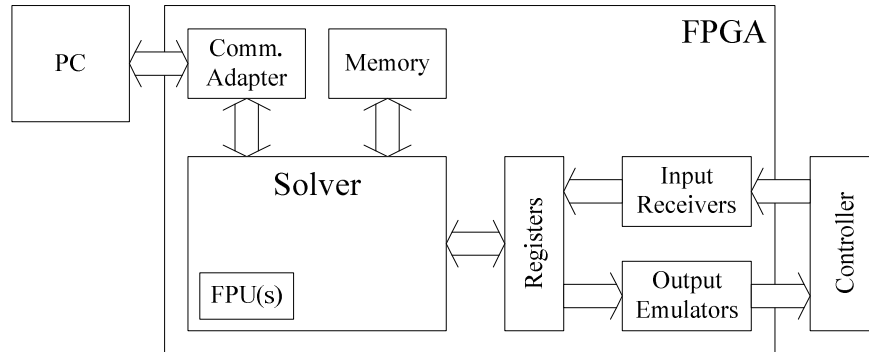 FPGA
PC
Comm.
Adapter
Memory
Solver
FPU(s)
Registers
Input
Receivers
Output
Emulators
Controller